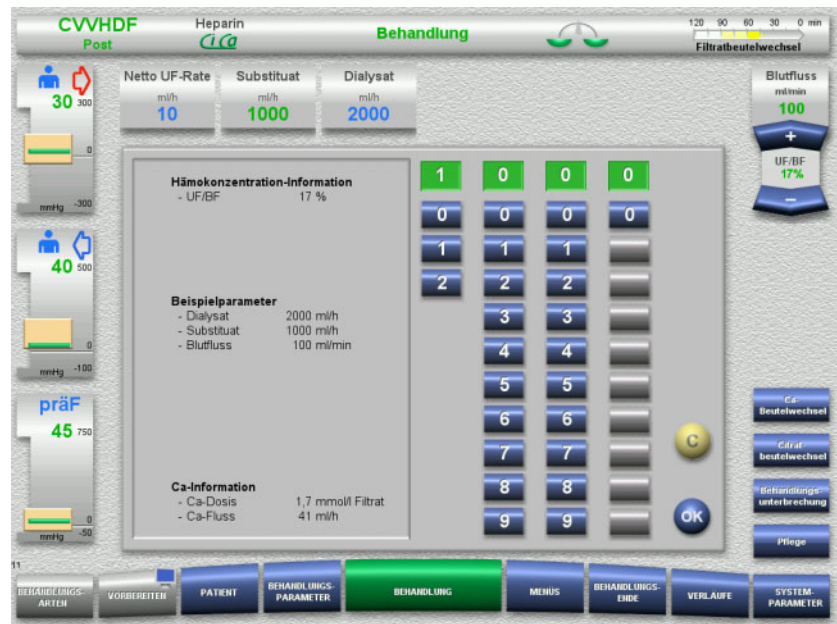 CVVHDF
Post
Heparin
CiCa
Behandlung
120 90 60 30 0 min
Filtratbeutelwechsel
30 300
0
mmHg -300
40 500
0
mmHg -100
präF
45 750
0
mmHg -50
Netto UF-Rate
ml/h
10
Substituat
ml/h
1000
Dialysat
ml/h
2000
Blutfluss
ml/min
100
+
UF/BF
17%
−
Hämokonzentration-Information
- UF/BF 17 %
Beispielparameter
- Dialysat 2000 ml/h
- Substituat 1000 ml/h
- Blutfluss 100 ml/min
Ca-Information
- Ca-Dosis 1,7 mmol/l Filtrat
- Ca-Fluss 41 ml/h
1 0 0 0
0 0 0 0
1 1 1
2 2 2
3 3
4 4
5 5
6 6
7 7
8 8
9 9
C
OK
Ca-
Beutelwechsel
Citrat-
beutelwechsel
Behandlungs-
unterbrechung
Pflege
11
BEHANDLUNGS-
ARTEN
VORBEREITEN
PATIENT
BEHANDLUNGS-
PARAMETER
BEHANDLUNG
MENÜS
BEHANDLUNGS-
ENDE
VERLÄUFE
SYSTEM-
PARAMETER